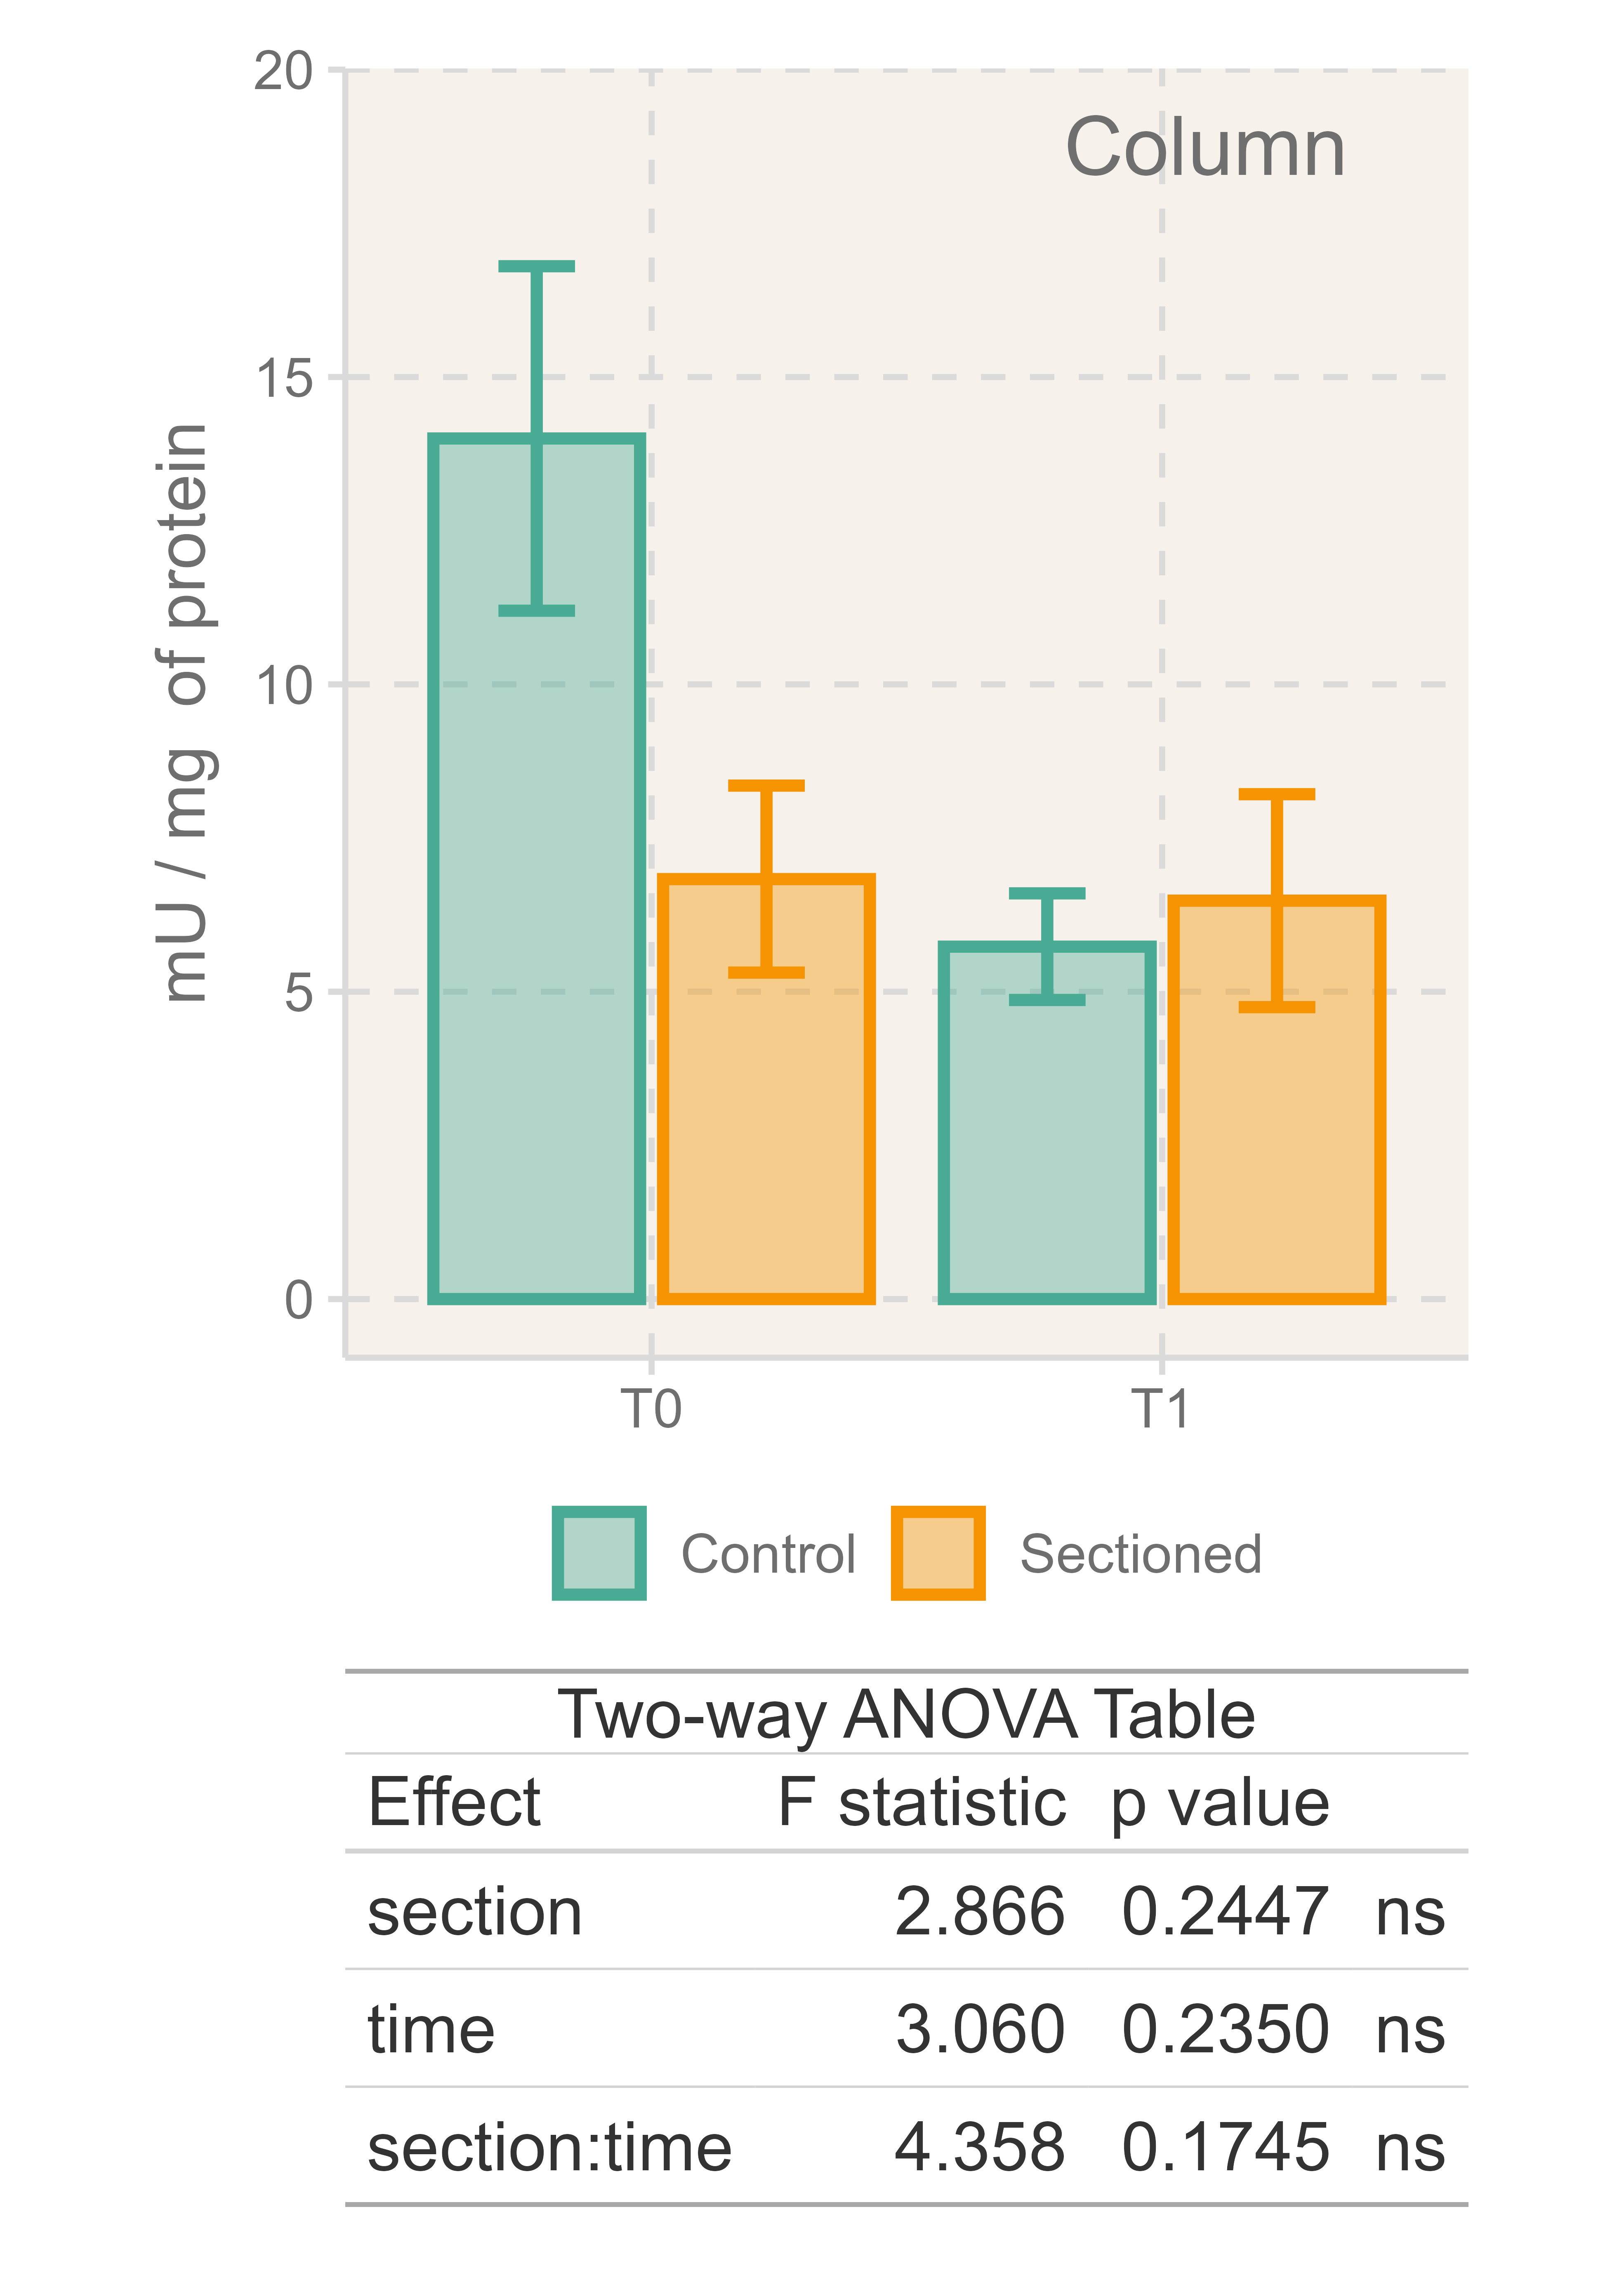 20
Column
15
10
5
0
mU / mg  of protein
T0 T1
Control Sectioned
Two-way ANOVA Table
Effect F statistic p value
section 2.866 0.2447 ns
time 3.060 0.2350 ns
section:time 4.358 0.1745 ns